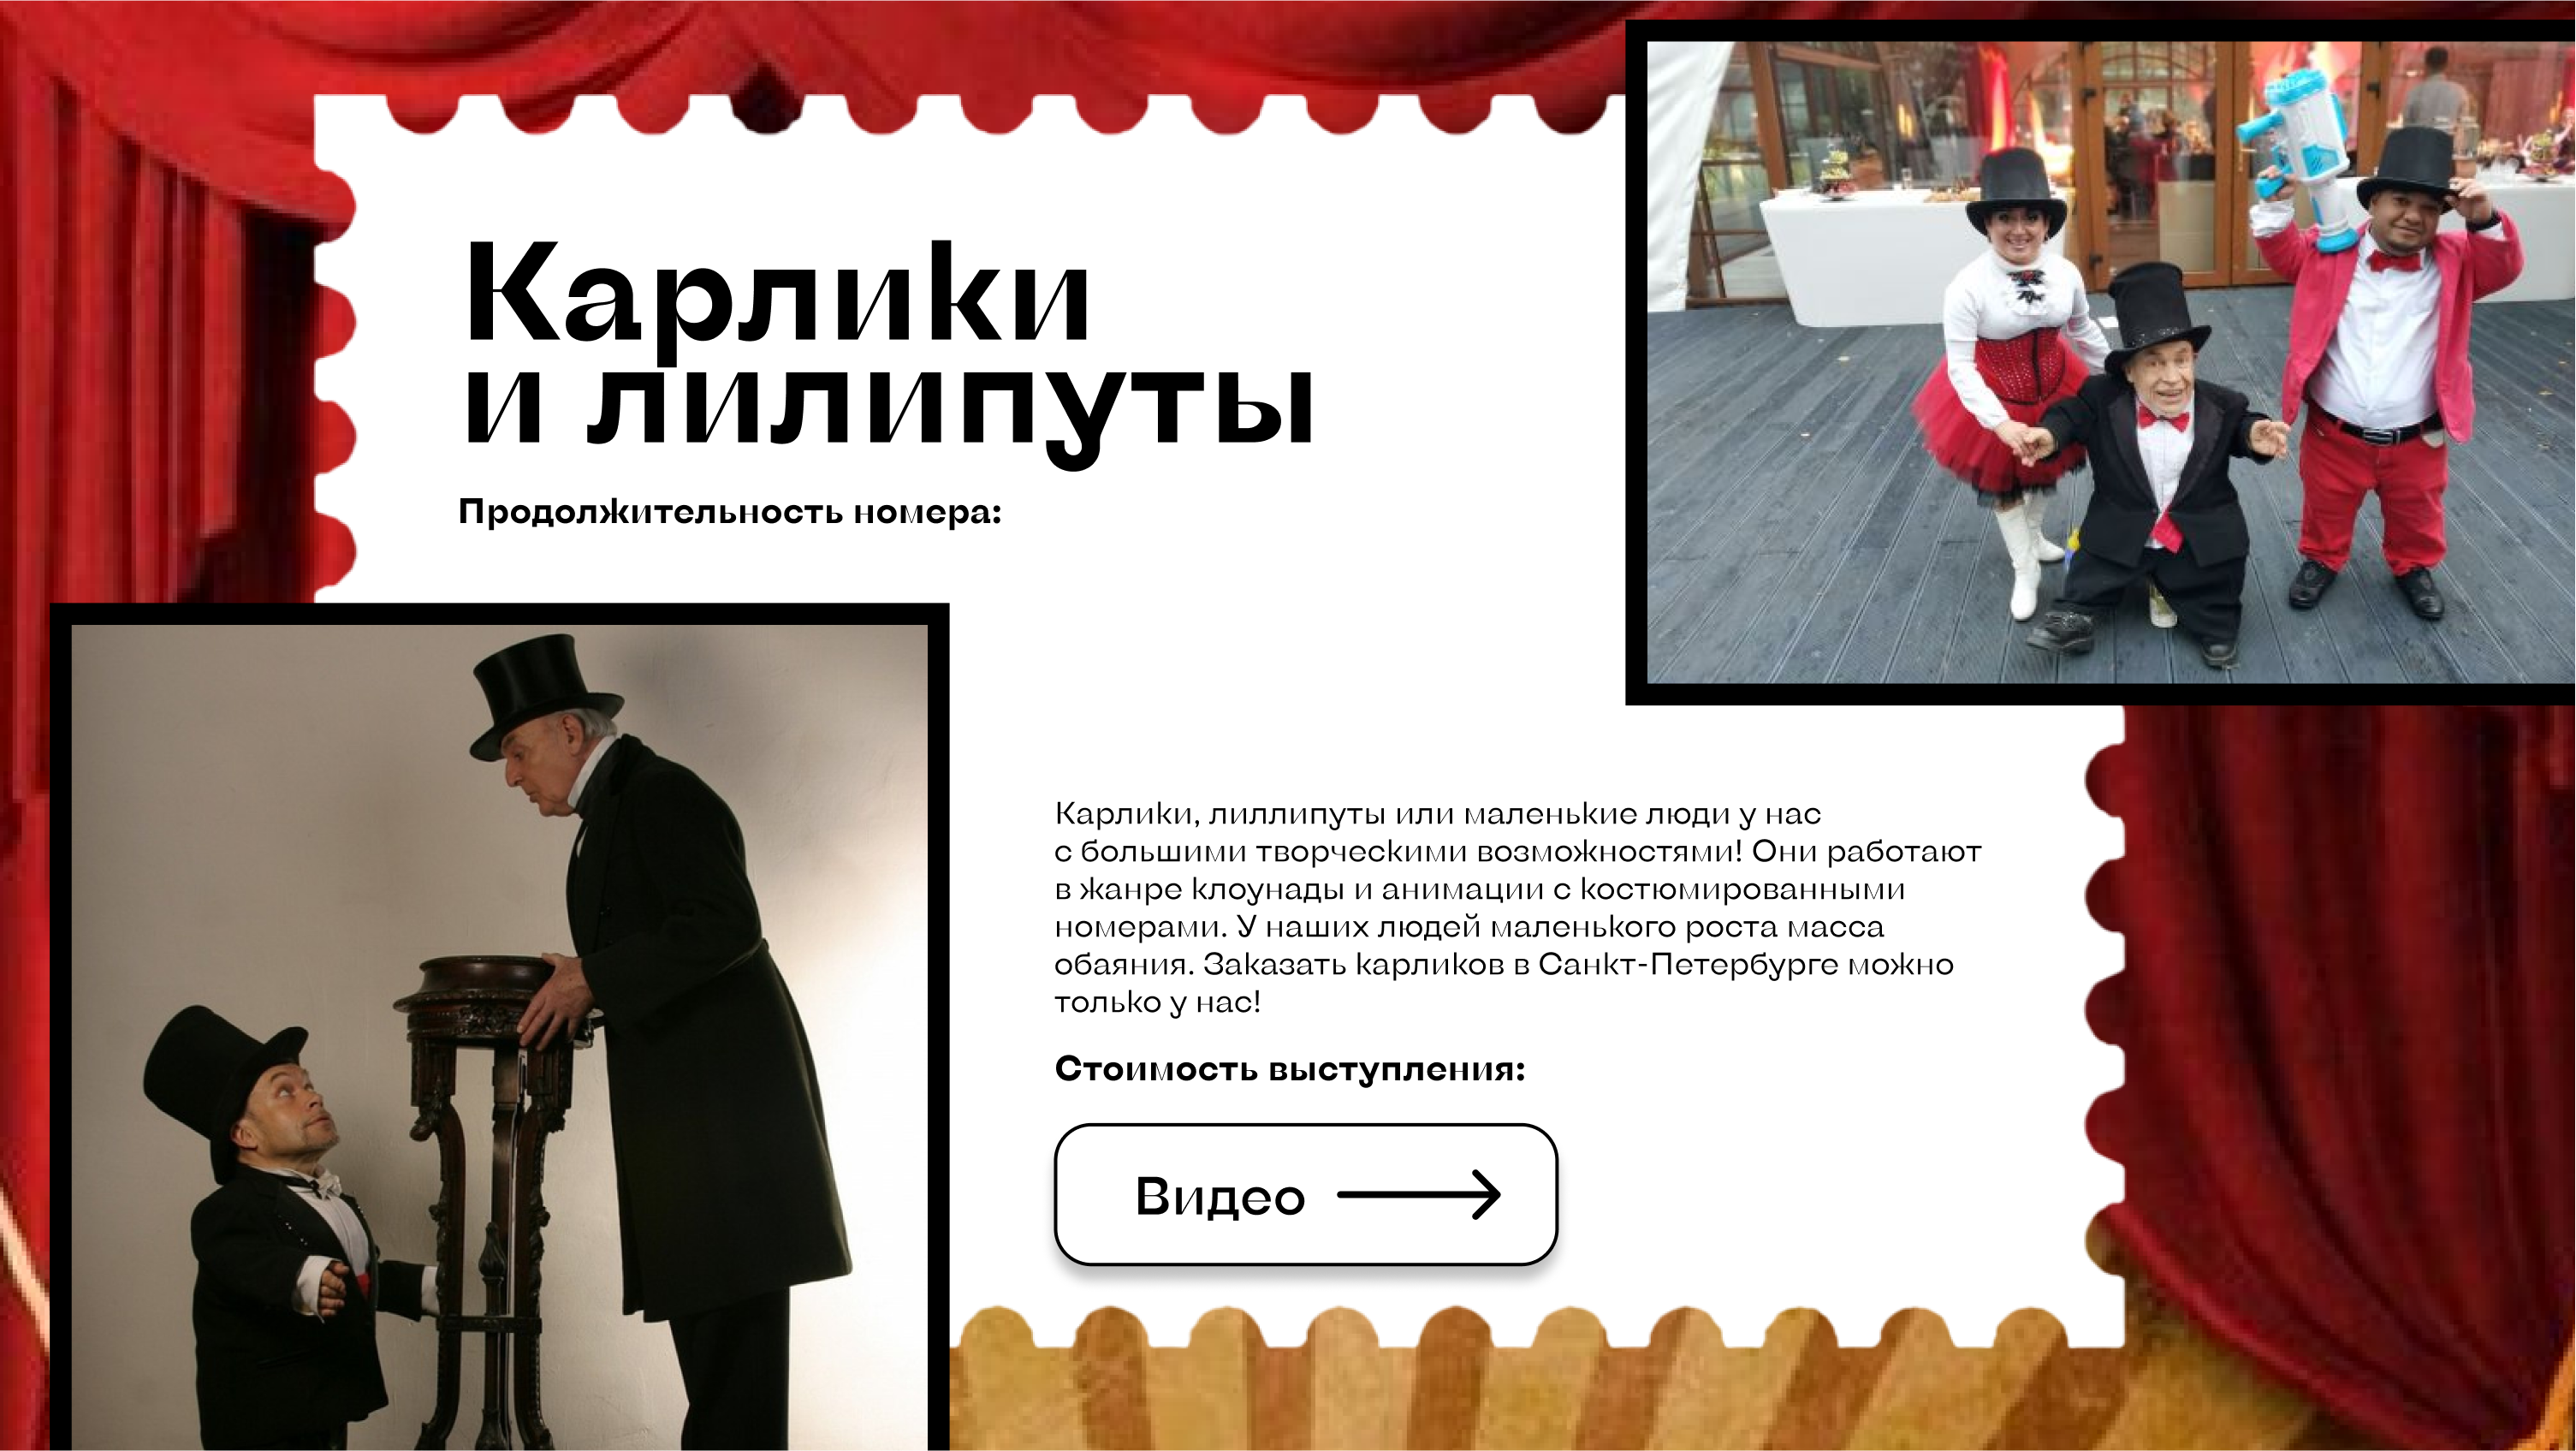 Карлики
и лилипуты
Продолжительность номера:
Карлики, лиллипуты или маленькие люди у нас
с большими творческими возможностями! Они работают
в жанре клоунады и анимации с костюмированными
номерами. У наших людей маленького роста масса
обаяния. Заказать карликов в Санкт-Петербурге можно
только у нас!
Стоимость выступления:
Видео